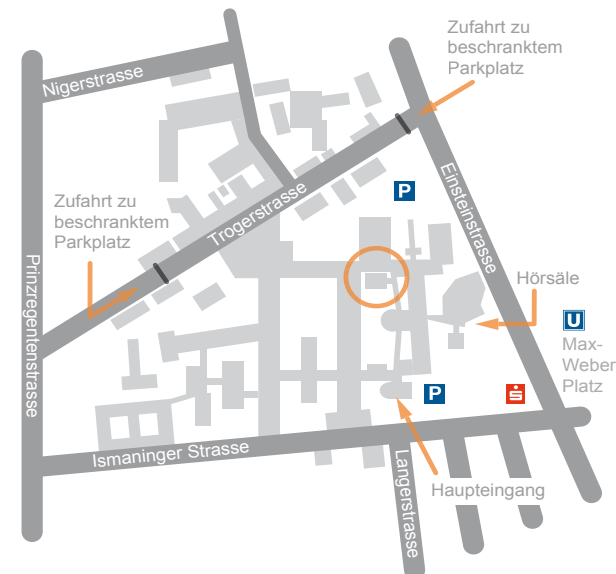 Zufahrt zu
beschranktem
Parkplatz
Nigerstrasse
Zufahrt zu
beschranktem
Parkplatz
Trogerstrasse
P
Einsteinstrasse
Prinzregentenstrasse
Hörsäle
U
Max-
Weber
Platz
P
S
Ismaninger Strasse
Langerstrasse
Haupteingang